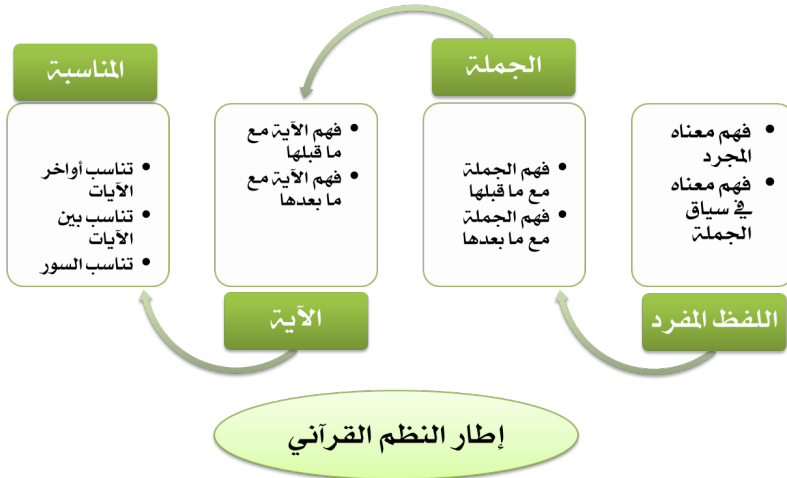 اللفظ المفرد
فهم معناه
المجرد
فهم معناه
في سياق
الجملة
الجملة
فهم الجملة
مع ما قبلها
فهم الجملة
مع ما بعدها
الآية
فهم الآية مع
ما قبلها
فهم الآية مع
ما بعدها
المناسبة
تناسب أواخر
الآيات
تناسب بين
الآيات
تناسب السور
إطار النظم القرآني